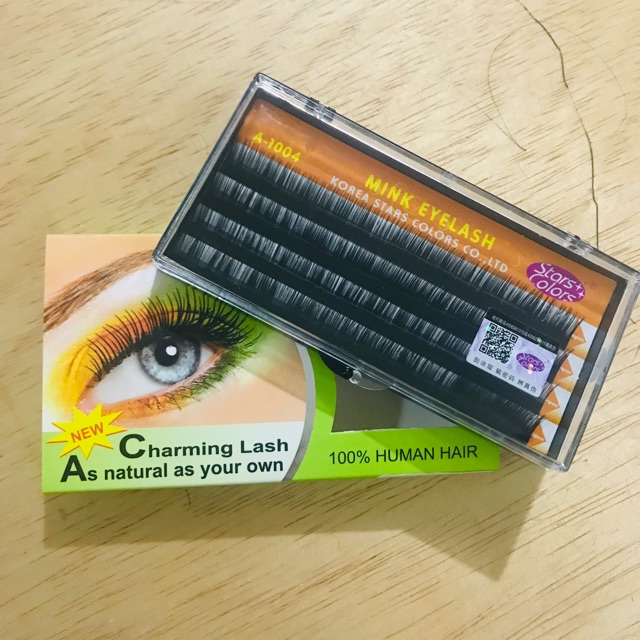 A-1004
MINK EYELASH
KOREA STARS COLORS CO.,LTD
Stars++
Colors
NEW
Charming Lash
As natural as your own
100% HUMAN HAIR